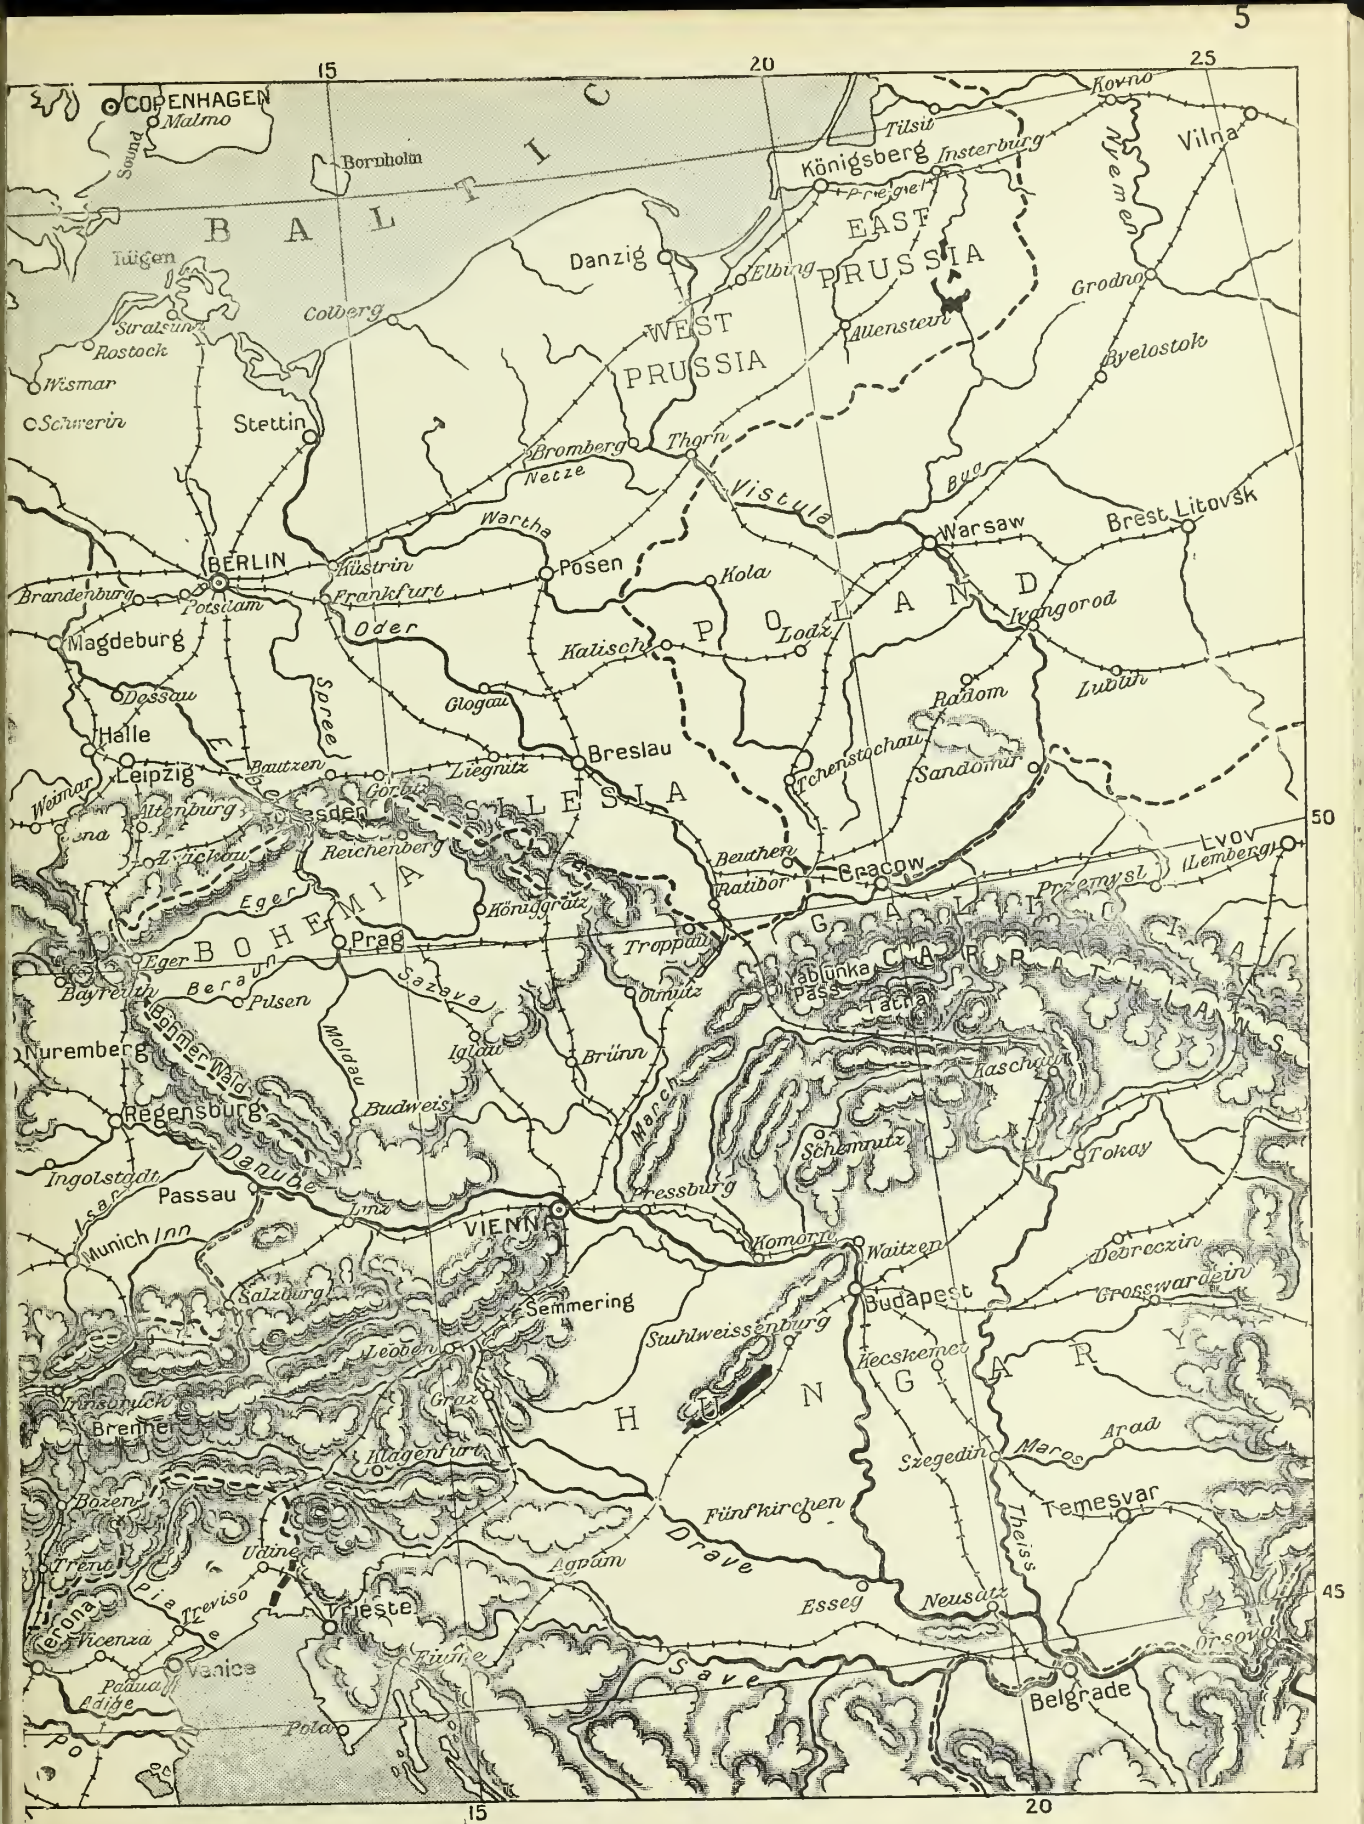 5
15
20
25
COPENHAGEN
Malmo
Sound
Bornholm
BALTIC
Tilsit
Kovno
Vilna
Nyemen
Königsberg
Insterburg
Pregel
EAST
PRUSSIA
Danzig
Elbing
Rügen
Stralsund
Colberg
Rostock
Wismar
Schwerin
WEST
PRUSSIA
Allenstein
Grodno
Byelostok
Stettin
Bromberg
Thorn
Netze
Vistula
Bug
Wartha
Warsaw
Brest Litovsk
BERLIN
Küstrin
Posen
Kola
Brandenburg
Potsdam
Frankfurt
Oder
POLAND
Ivangorod
Magdeburg
Kalisch
Lodz
Dessau
Spree
Glogau
Radom
Lublin
Halle
Elbe
Leipzig
Bautzen
Liegnitz
Breslau
Tchenstochau
Sandomir
Weimar
Altenburg
Görlitz
SILESIA
50
ena
esden
Zwickau
Reichenberg
Beuthen
Cracow
Lvov
(Lemberg)
Ratibor
Przemysl
Eger
BOHEMIA
Königgrätz
GALICIA
Prag
Troppau
Eger
Beraun
Sazava
Bayreuth
Pilsen
Olmütz
Jablunka
Pass
CARPATHIANS
Tatra
Böhmer Wald
Moldau
Nuremberg
Iglau
Brünn
Kaschau
Regensburg
Budweis
March
Schemnitz
Tokay
Ingolstadt
Danube
Passau
Isar
Linz
VIENNA
Pressburg
Munich
Inn
Komorn
Waitzen
Debreczin
Salzburg
Semmering
Budapest
Grosswardein
Stuhlweissenburg
Leoben
Kecskemet
HUNGARY
Innsbruck
Graz
Brenner
Klagenfurt
Szegedin
Maros
Arad
Bozen
Fünfkirchen
Temesvar
Theiss
Trent
Udine
Drave
Agram
Piave
Treviso
Esseg
Neusatz
45
erona
Trieste
Vicenza
Venice
Fiume
Save
Orsova
Padua
Adige
Belgrade
Po
Pola
15
20